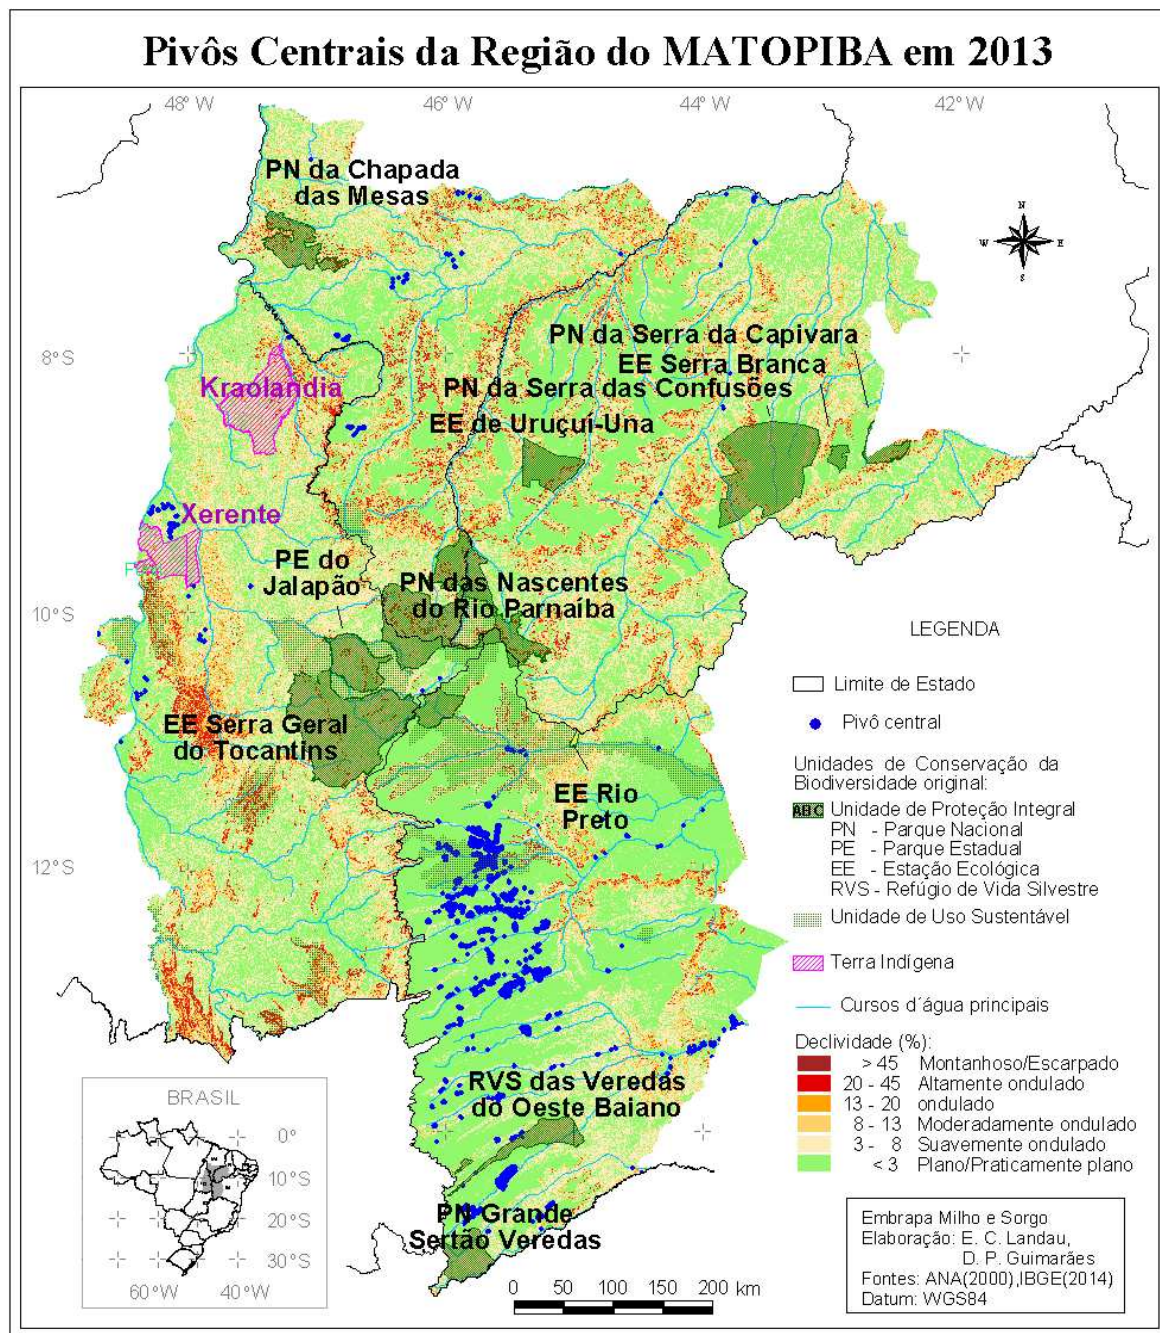 Pivôs Centrais da Região do MATOPIBA em 2013
48° W
46° W
44° W
42° W
PN da Chapada
das Mesas
N
W
E
S
8°S
PN da Serra da Capivara
EE Serra Branca
PN da Serra das Confusões
EE de Uruçuí-Una
Kraolandia
Xerente
PE do
Jalapão
PN das Nascentes
do Rio Parnaíba
10°S
EE Serra Geral
do Tocantins
EE Rio
Preto
12°S
RVS das Veredas
do Oeste Baiano
PN Grande
Sertão Veredas
LEGENDA
Limite de Estado
Pivô central
Unidades de Conservação da
Biodiversidade original:
ABC Unidade de Proteção Integral
PN - Parque Nacional
PE - Parque Estadual
EE - Estação Ecológica
RVS - Refúgio de Vida Silvestre
Unidade de Uso Sustentável
Terra Indígena
Cursos d´água principais
Declividade (%):
> 45 Montanhoso/Escarpado
20 - 45 Altamente ondulado
13 - 20 ondulado
8 - 13 Moderadamente ondulado
3 - 8 Suavemente ondulado
< 3 Plano/Praticamente plano
BRASIL
0°
10°S
20°S
30°S
60°W
40°W
0 50 100 150 200 km
Embrapa Milho e Sorgo
Elaboração: E. C. Landau,
D. P. Guimarães
Fontes: ANA(2000),IBGE(2014)
Datum: WGS84